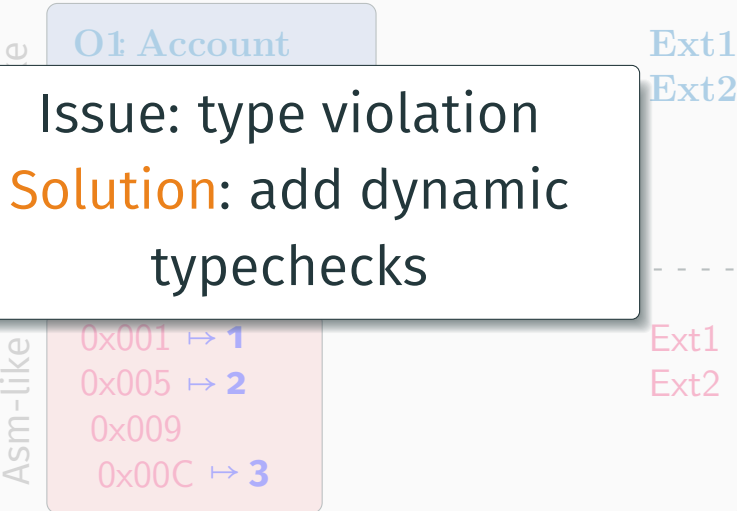 O1: Account
Ext1
Ext2
Issue: type violation
Solution: add dynamic
typechecks
Asm-like
0x001 ↦ 1
0x005 ↦ 2
0x009
0x00C ↦ 3
Ext1
Ext2